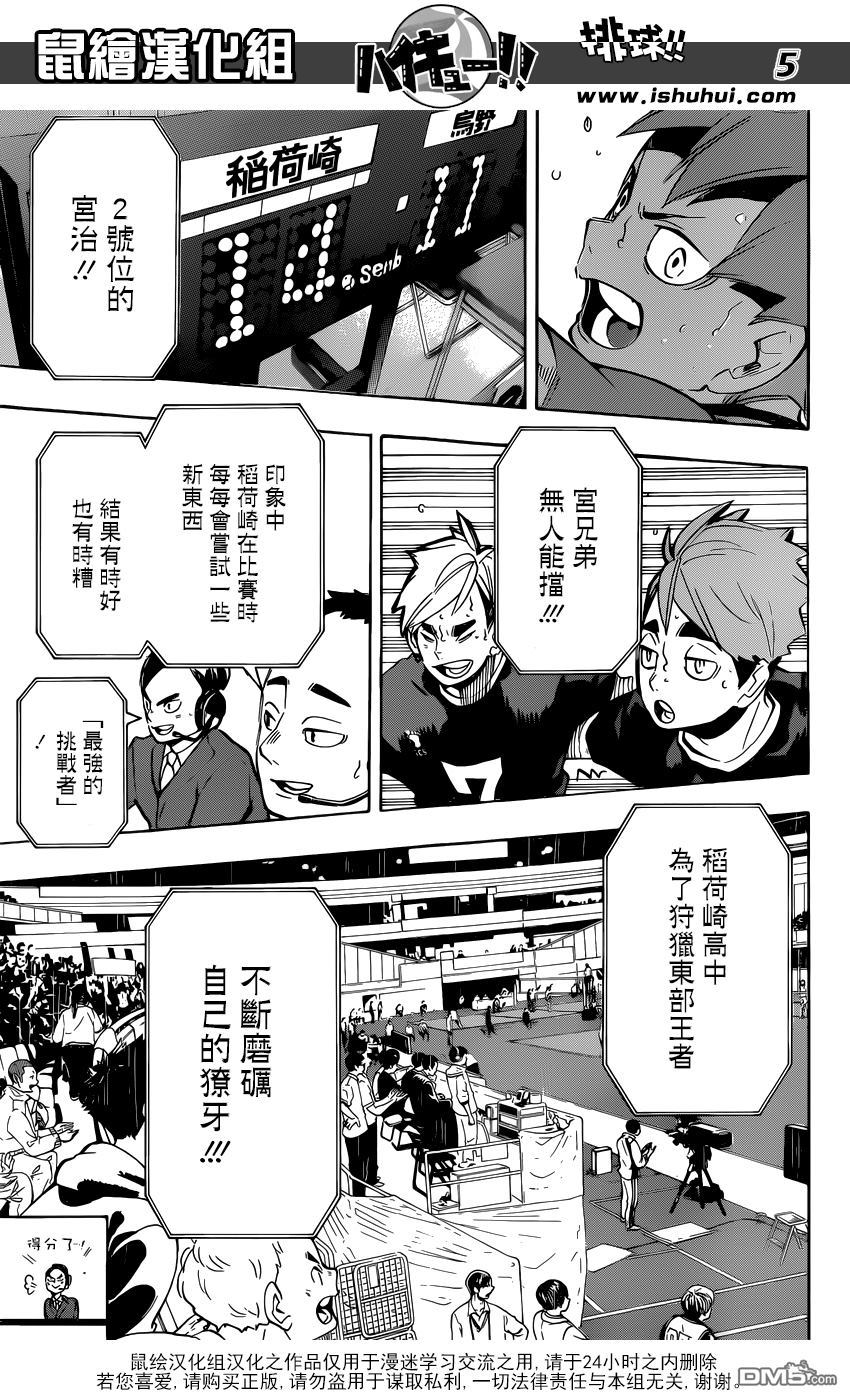 鼠繪漢化組
ハイキュー!!
排球!!
5
www.ishuhui.com
烏野
稲荷崎
14
11
Senb
2號位的
宮治!!
宮兄弟
無人能擋!!!
7
印象中
稻荷崎在比賽時
每每會嘗試一些
新東西
結果有時好
也有時糟
「最強的
挑戰者」
!
稻荷崎高中
為了狩獵東部王者
不斷磨礪
自己的獠牙!!!
得分了!
鼠绘汉化组汉化之作品仅用于漫迷学习交流之用, 请于24小时之内删除
若您喜爱, 请购买正版, 请勿盗用于谋取私利, 一切法律责任与本组无关, 谢谢。
DM5.com